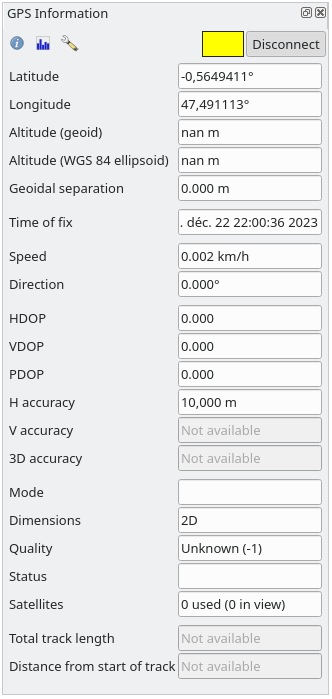 GPS Information
Disconnect
Latitude -0,5649411°
Longitude 47,491113°
Altitude (geoid) nan m
Altitude (WGS 84 ellipsoid) nan m
Geoidal separation 0.000 m
Time of fix . déc. 22 22:00:36 2023
Speed 0.002 km/h
Direction 0.000°
HDOP 0.000
VDOP 0.000
PDOP 0.000
H accuracy 10,000 m
V accuracy Not available
3D accuracy Not available
Mode
Dimensions 2D
Quality Unknown (-1)
Status
Satellites 0 used (0 in view)
Total track length Not available
Distance from start of track Not available